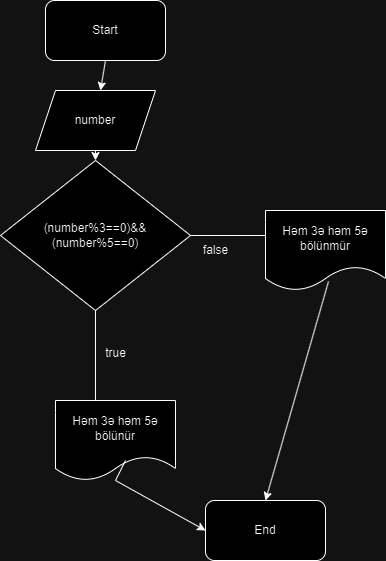 Start
number
(number%3==0)&&
(number%5==0)
false
Həm 3ə həm 5ə
bölünmür
true
Həm 3ə həm 5ə
bölünür
End